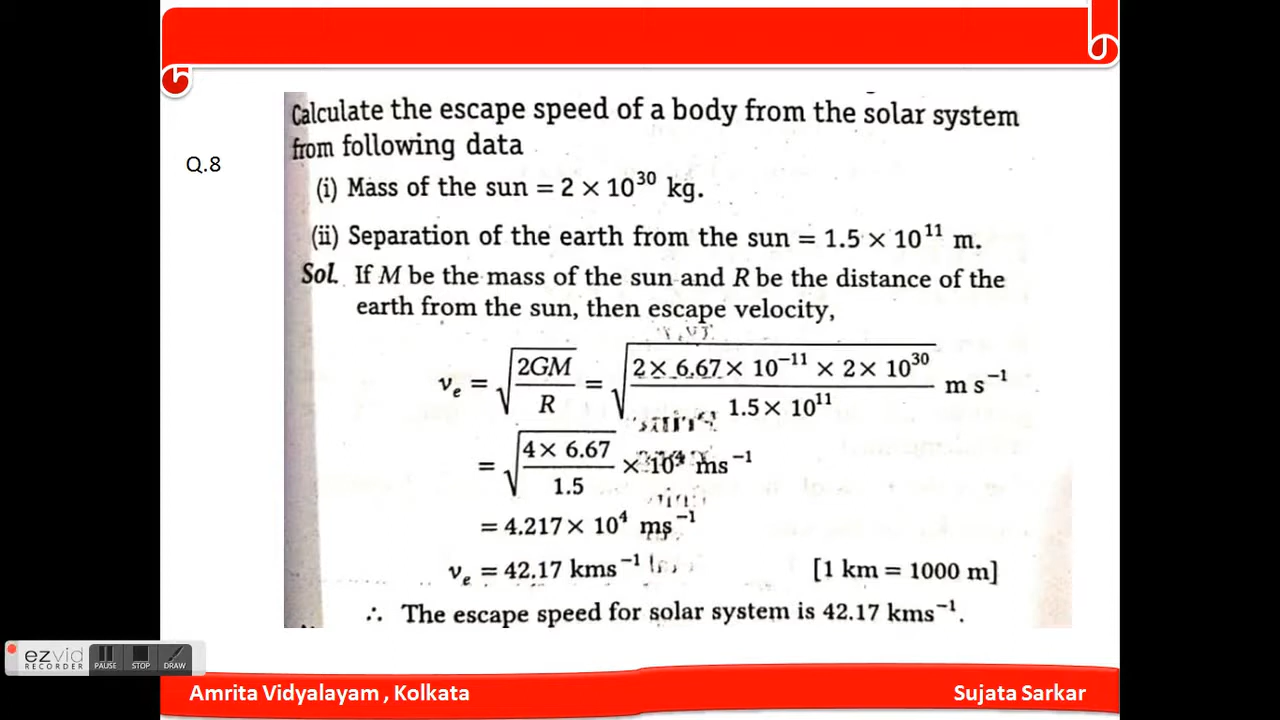 Calculate the escape speed of a body from the solar system
from following data
Q.8
(i) Mass of the sun = 2 × 10³⁰ kg.
(ii) Separation of the earth from the sun = 1.5 × 10¹¹ m.
Sol. If M be the mass of the sun and R be the distance of the
earth from the sun, then escape velocity,
vₑ = √(2GM/R) = √((2 × 6.67 × 10⁻¹¹ × 2 × 10³⁰)/(1.5 × 10¹¹)) m s⁻¹
= √((4 × 6.67)/1.5) × 10⁴ ms⁻¹
= 4.217 × 10⁴ ms⁻¹
vₑ = 42.17 kms⁻¹ [1 km = 1000 m]
∴ The escape speed for solar system is 42.17 kms⁻¹.
ezvid
RECORDER
PAUSE STOP DRAW
Amrita Vidyalayam , Kolkata Sujata Sarkar